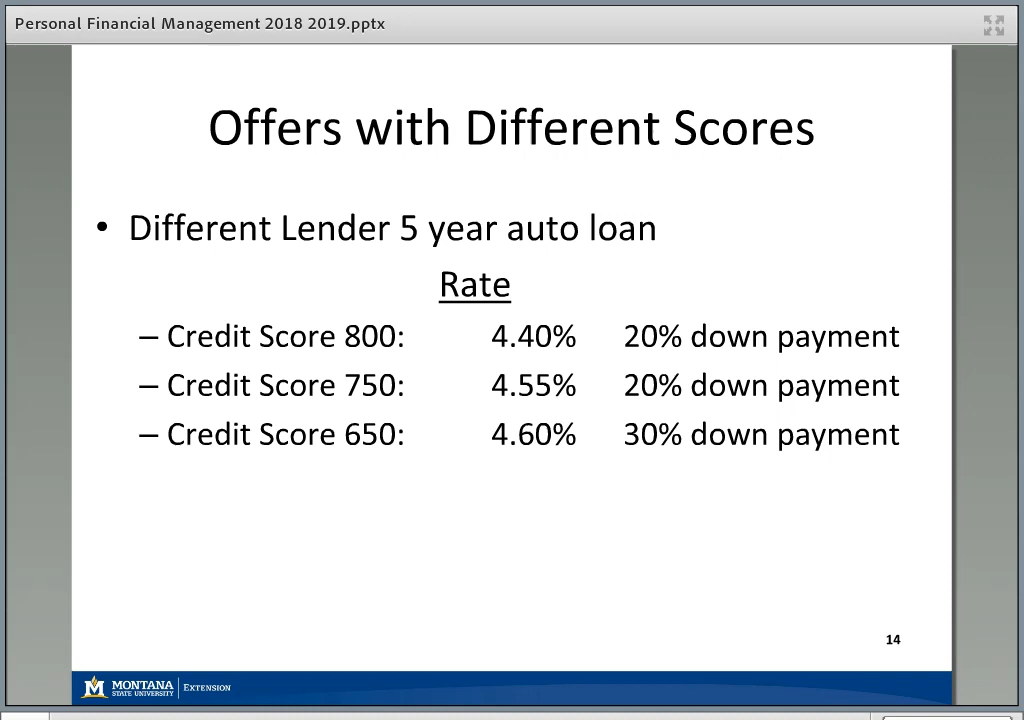 Personal Financial Management 2018 2019.pptx
Offers with Different Scores
• Different Lender 5 year auto loan
Rate
– Credit Score 800: 4.40% 20% down payment
– Credit Score 750: 4.55% 20% down payment
– Credit Score 650: 4.60% 30% down payment
14
MONTANA
STATE UNIVERSITY
EXTENSION